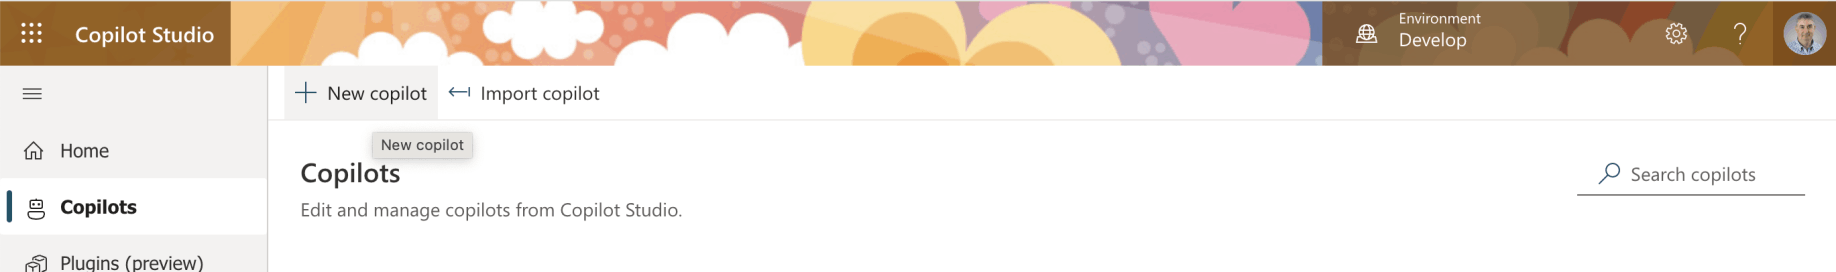 Copilot Studio
Environment
Develop
?
New copilot
Import copilot
New copilot
Home
Copilots
Plugins (preview)
Copilots
Edit and manage copilots from Copilot Studio.
Search copilots